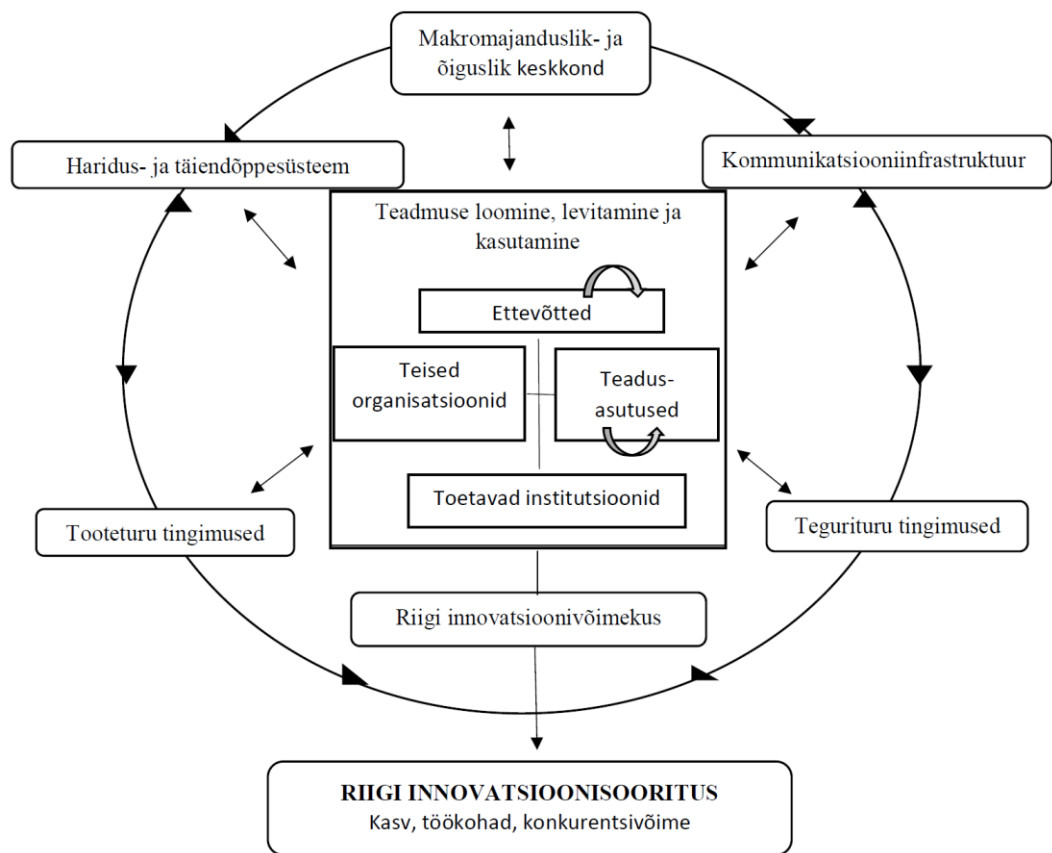 Makromajanduslik- ja
õiguslik keskkond
Haridus- ja täiendõppesüsteem
Kommunikatsiooniinfrastruktuur
Teadmuse loomine, levitamine ja
kasutamine
Ettevõtted
Teised
organisatsioonid
Teadus-
asutused
Toetavad institutsioonid
Tooteturu tingimused
Tegurituru tingimused
Riigi innovatsioonivõimekus
RIIGI INNOVATSIOONISOORITUS
Kasv, töökohad, konkurentsivõime